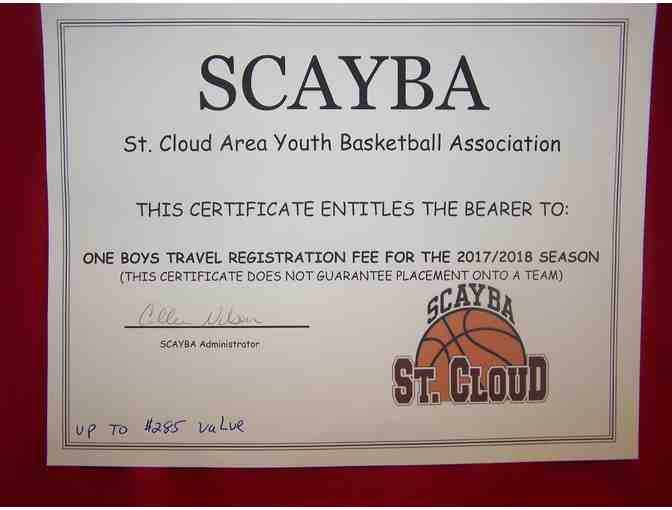 SCAYBA
St. Cloud Area Youth Basketball Association
THIS CERTIFICATE ENTITLES THE BEARER TO:
ONE BOYS TRAVEL REGISTRATION FEE FOR THE 2017/2018 SEASON
(THIS CERTIFICATE DOES NOT GUARANTEE PLACEMENT ONTO A TEAM)
Nelson
SCAYBA Administrator
SCAYBA
ST. CLOUD
UP TO #285 VALUE